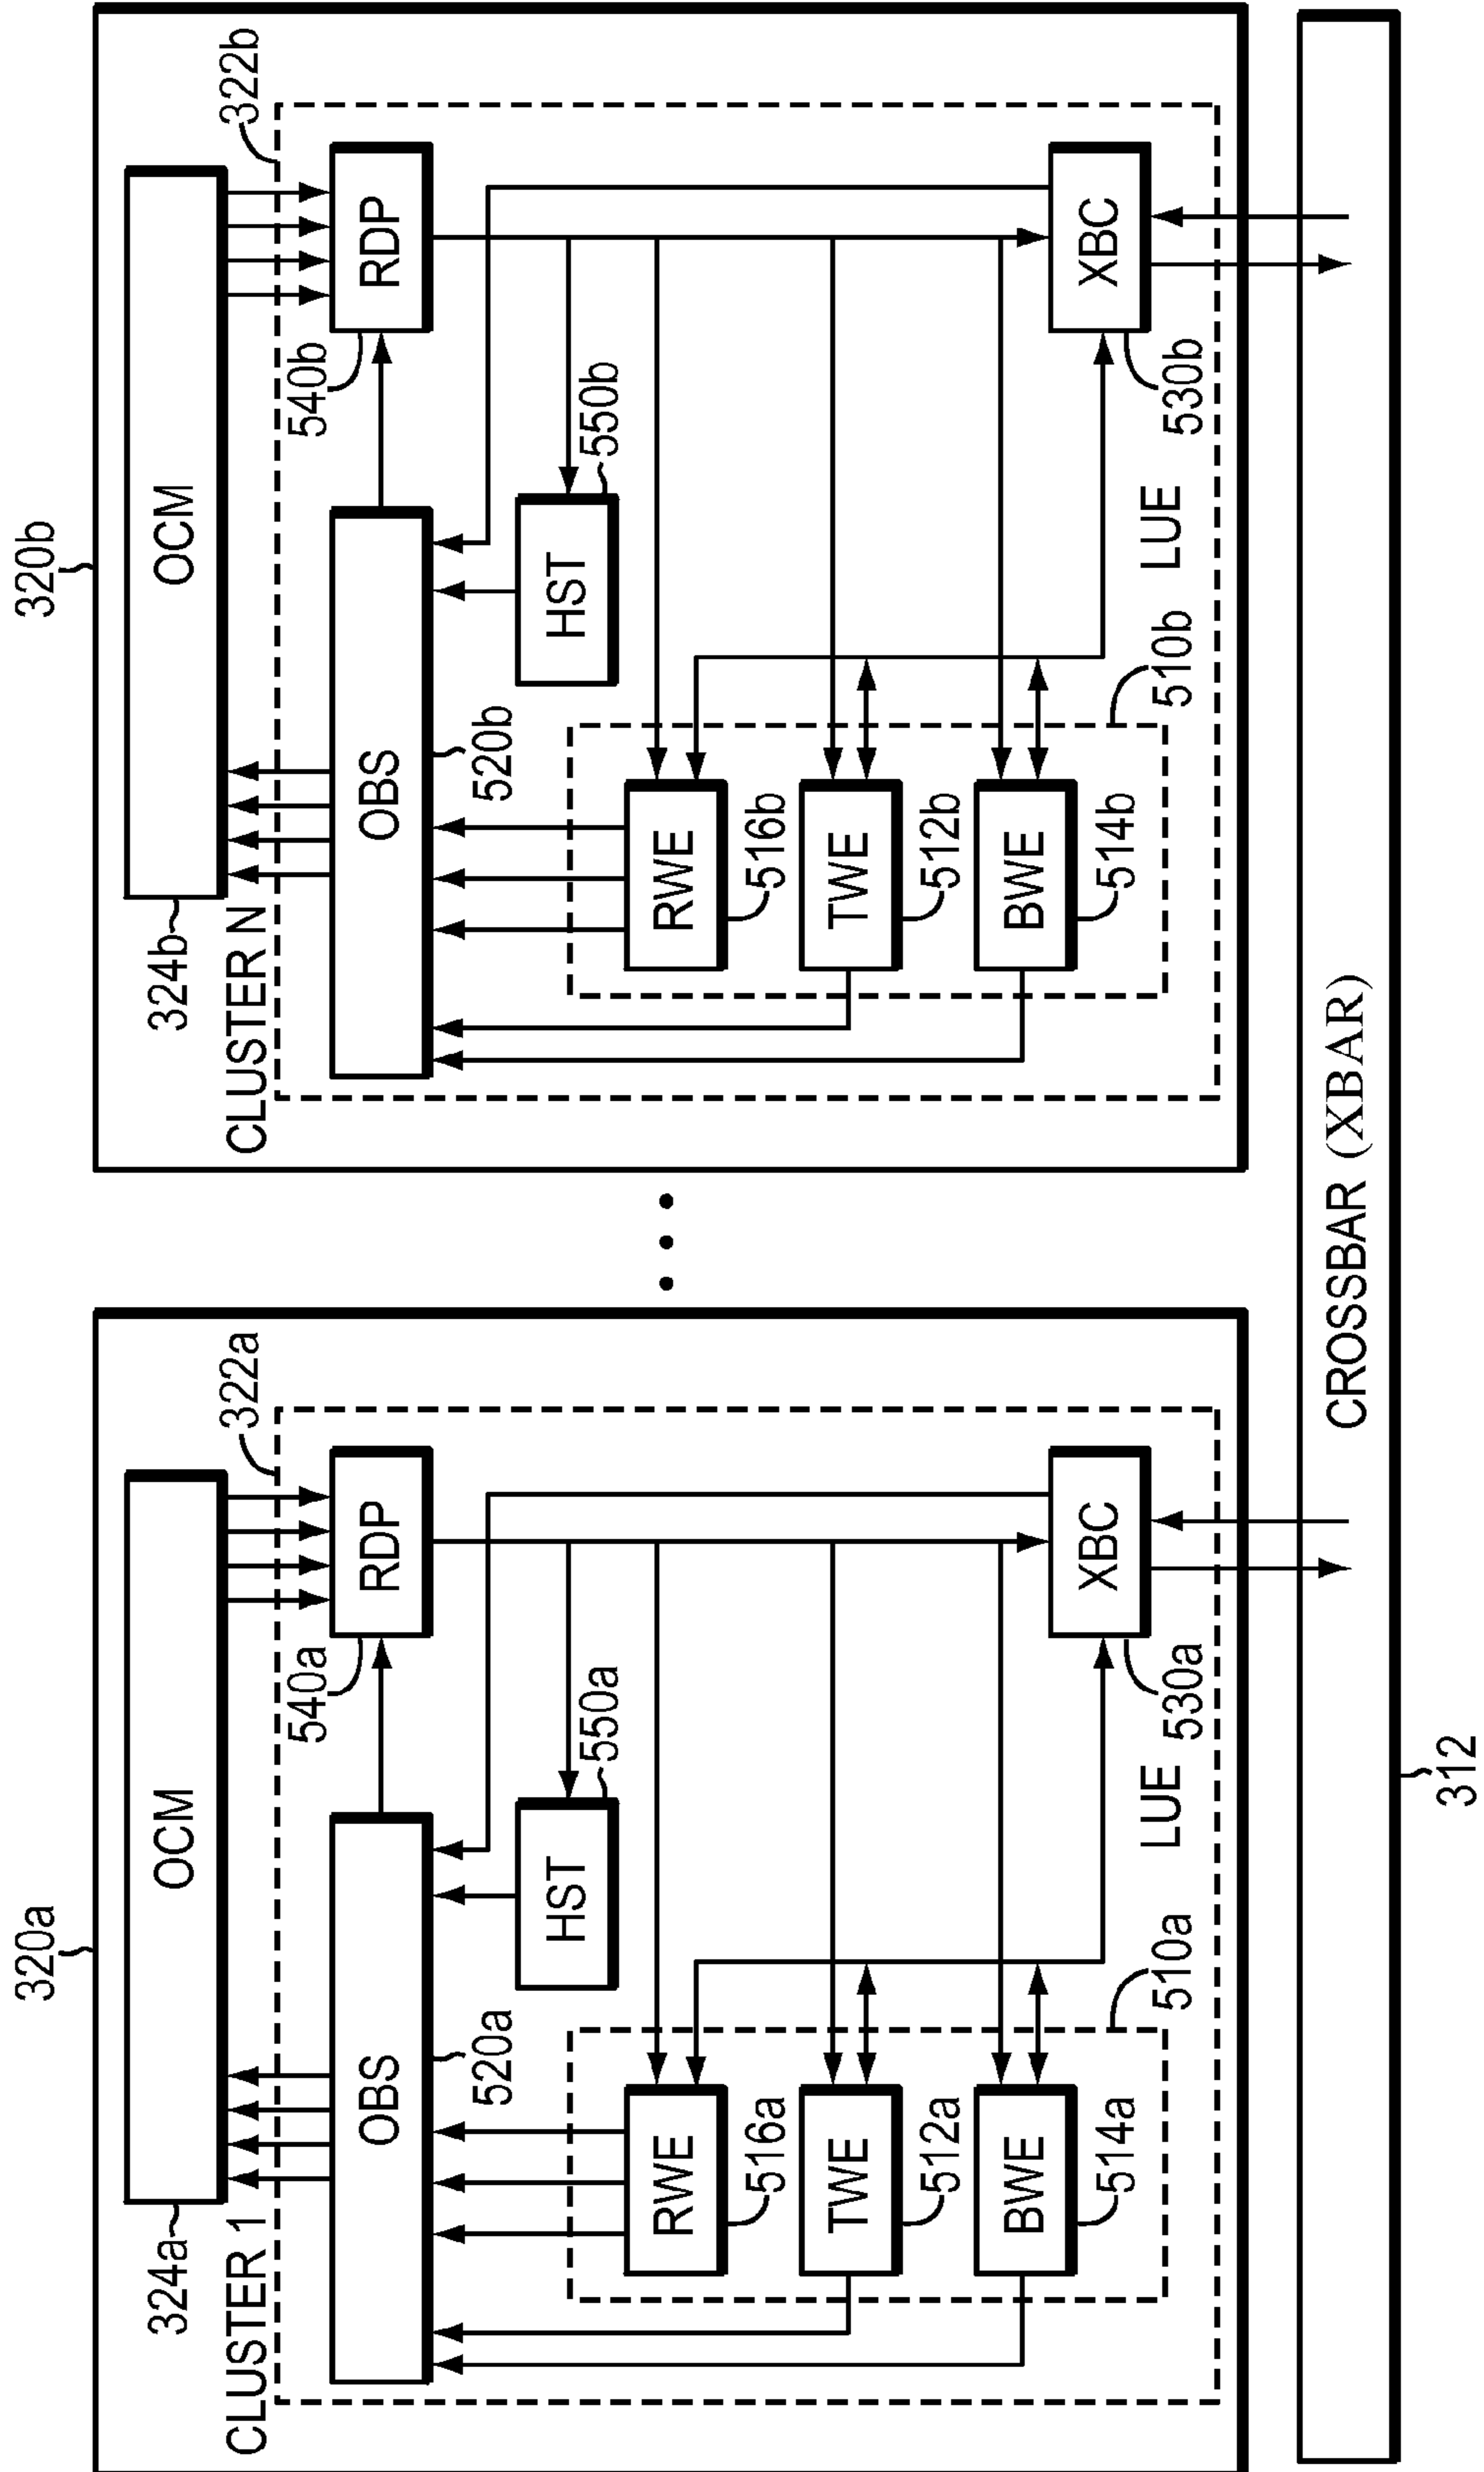 320a
324a
OCM
CLUSTER 1
322a
OBS
RDP
540a
520a
HST
550a
RWE
516a
TWE
512a
BWE
514a
510a
LUE
XBC
530a
320b
324b
OCM
CLUSTER N
322b
OBS
RDP
540b
520b
HST
550b
RWE
516b
TWE
512b
BWE
514b
510b
LUE
XBC
530b
CROSSBAR (XBAR)
312